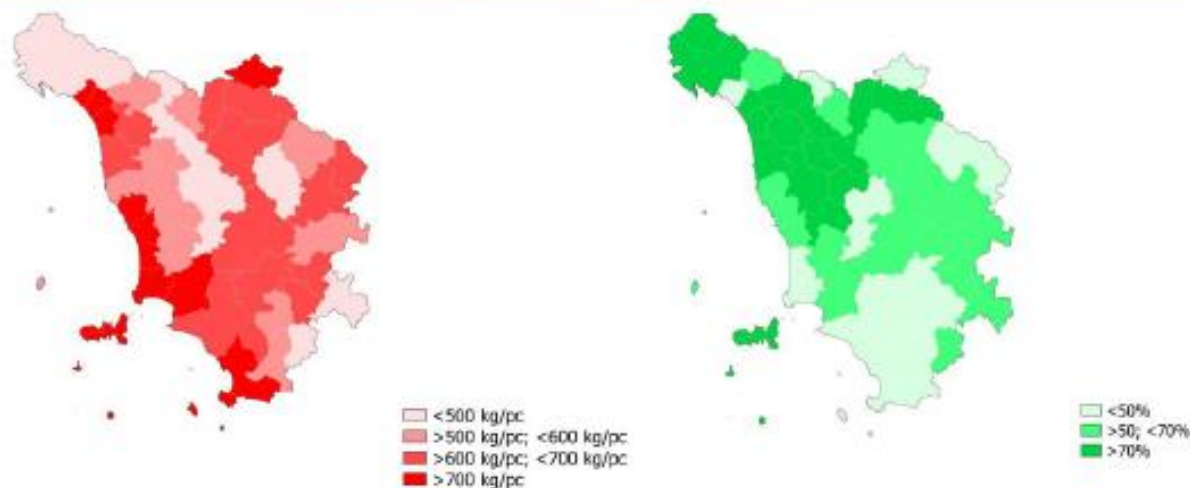 <500 kg/pc
>500 kg/pc; <600 kg/pc
>600 kg/pc; <700 kg/pc
>700 kg/pc
<50%
>50; <70%
>70%